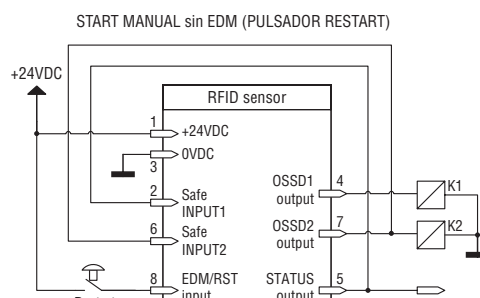 START MANUAL sin EDM (PULSADOR RESTART)
+24VDC
RFID sensor
1
+24VDC
0VDC
3
2
Safe
INPUT1
6
Safe
INPUT2
8
EDM/RST
input
OSSD1
output
4
K1
OSSD2
output
7
K2
STATUS
output
5